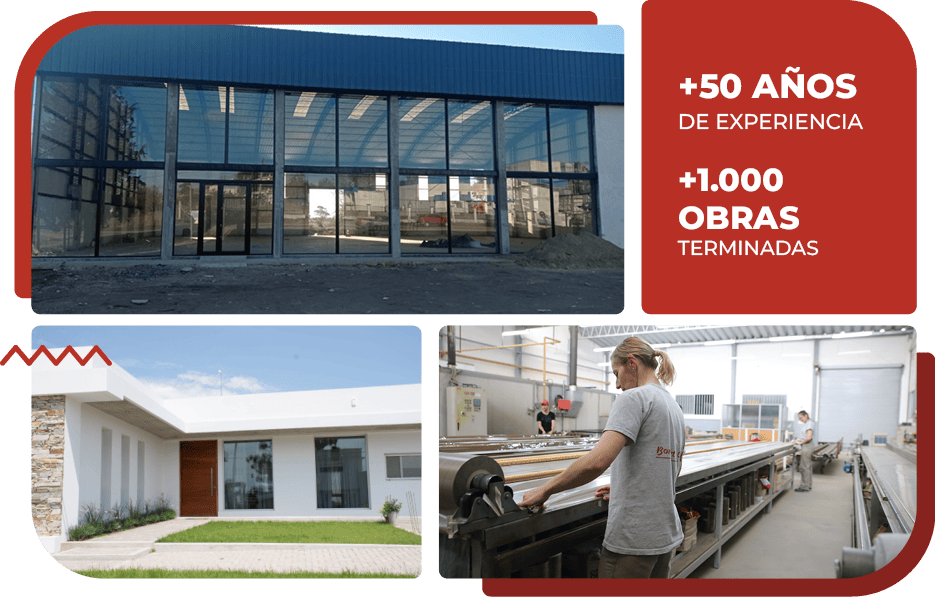 +50 AÑOS
DE EXPERIENCIA
+1.000
OBRAS
TERMINADAS